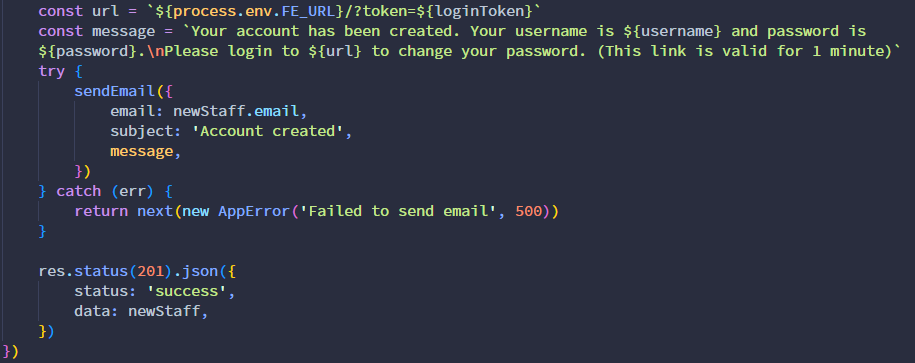 const url = `${process.env.FE_URL}/?token=${loginToken}`
const message = `Your account has been created. Your username is ${username} and password is
${password}.\nPlease login to ${url} to change your password. (This link is valid for 1 minute)`
try {
sendEmail({
email: newStaff.email,
subject: 'Account created',
message,
})
} catch (err) {
return next(new AppError('Failed to send email', 500))
}
res.status(201).json({
status: 'success',
data: newStaff,
})
})